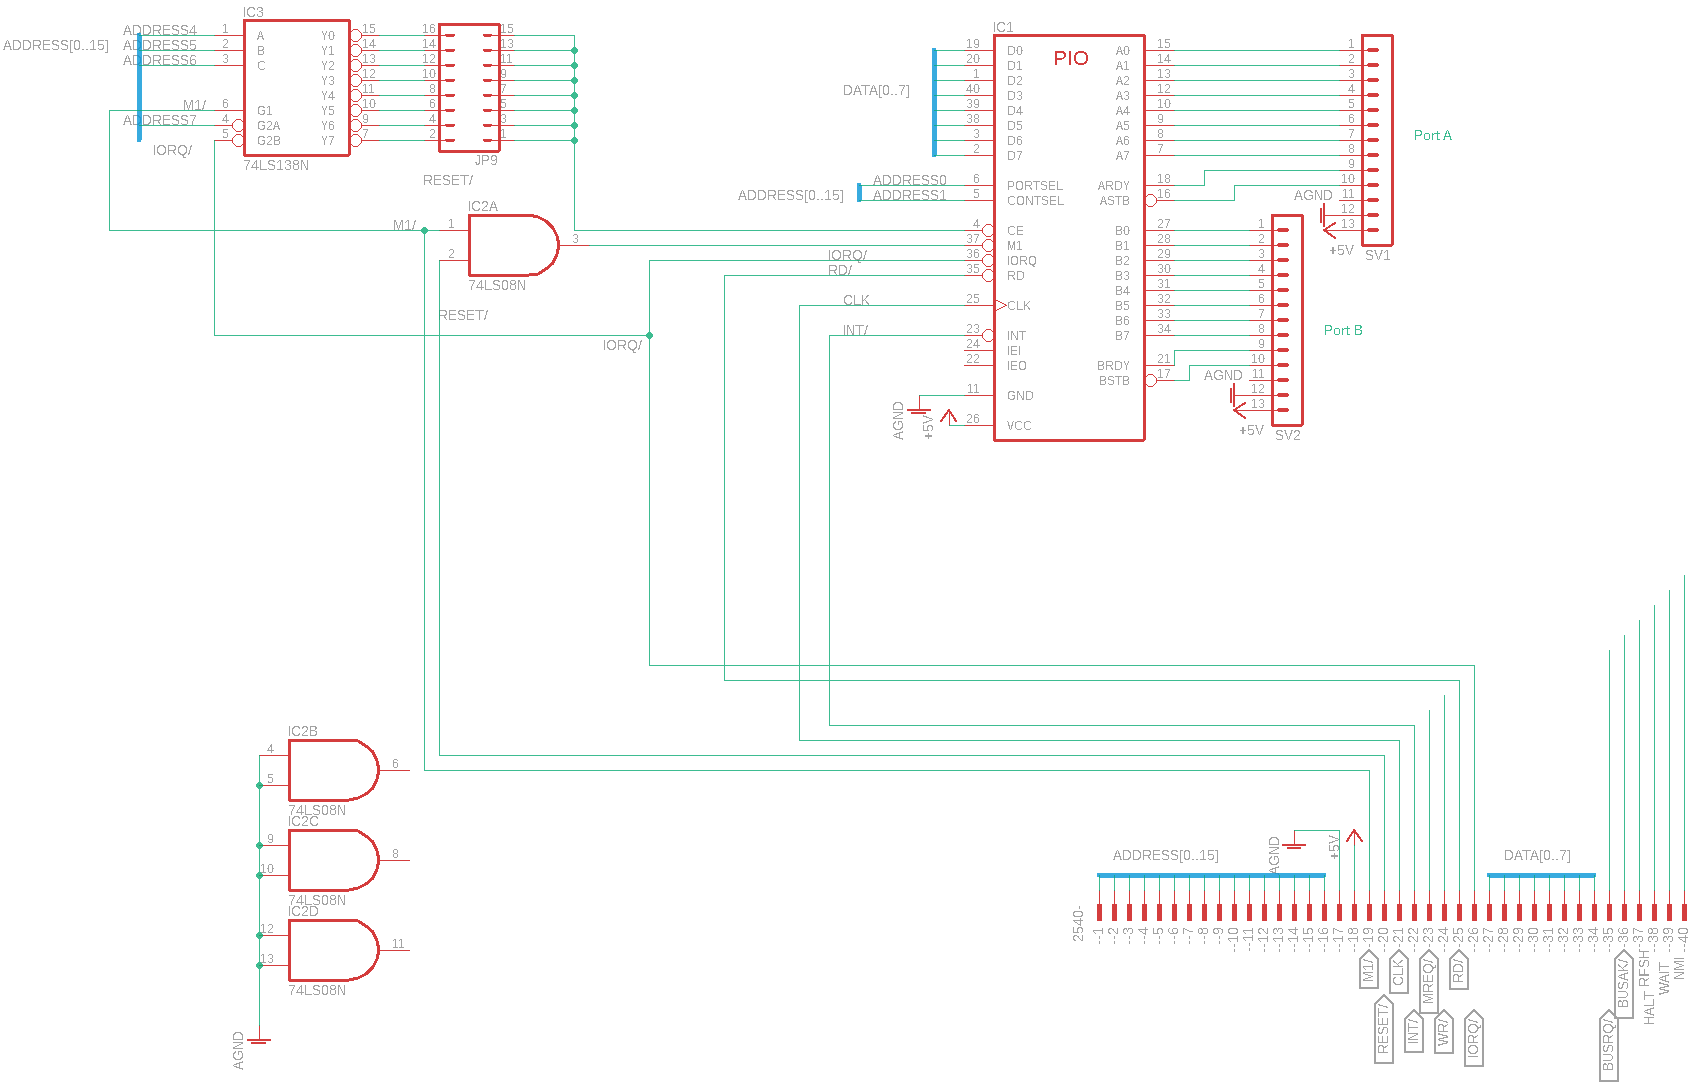 IC3
ADDRESS[0..15]
ADDRESS4 1 A Y0 15
ADDRESS5 2 B Y1 14
ADDRESS6 3 C Y2 13
Y3 12
Y4 11
M1/ 6 G1 Y5 10
ADDRESS7 4 G2A Y6 9
IORQ/ 5 G2B Y7 7
74LS138N
16 15
14 13
12 11
10 9
8 7
6 5
4 3
2 1
JP9
RESET/
IC2A
M1/ 1
2 3
74LS08N
RESET/
IORQ/
IC1
PIO
DATA[0..7]
19 D0 A0 15
20 D1 A1 14
1 D2 A2 13
40 D3 A3 12
39 D4 A4 10
38 D5 A5 9
3 D6 A6 8
2 D7 A7 7
ADDRESS[0..15]
ADDRESS0 6 PORTSEL ARDY 18
ADDRESS1 5 CONTSEL ASTB 16
4 CE B0 27
37 M1 B1 28
IORQ/ 36 IORQ B2 29
RD/ 35 RD B3 30
B4 31
CLK 25 CLK B5 32
B6 33
INT/ 23 INT B7 34
24 IEI
22 IEO BRDY 21
BSTB 17
11 GND
26 VCC
AGND
+5V
1
2
3
4
5
6
7
8
9
10
11
12
13
AGND
+5V
SV1
Port A
1
2
3
4
5
6
7
8
9
10
11
12
13
AGND
+5V
SV2
Port B
IC2B
4
5
6
74LS08N
IC2C
9
10
8
74LS08N
IC2D
12
13
11
74LS08N
AGND
ADDRESS[0..15]
AGND
+5V
DATA[0..7]
2540-
--1
--2
--3
--4
--5
--6
--7
--8
--9
--10
--11
--12
--13
--14
--15
--16
--17
--18
--19
--20
--21
--22
--23
--24
--25
--26
--27
--28
--29
--30
--31
--32
--33
--34
--35
--36
--37
--38
--39
--40
M1/
RESET/
CLK
INT/
MREQ/
WR/
RD/
IORQ/
BUSRQ/
BUSAK/
HALT RFSH
WAIT
NMI